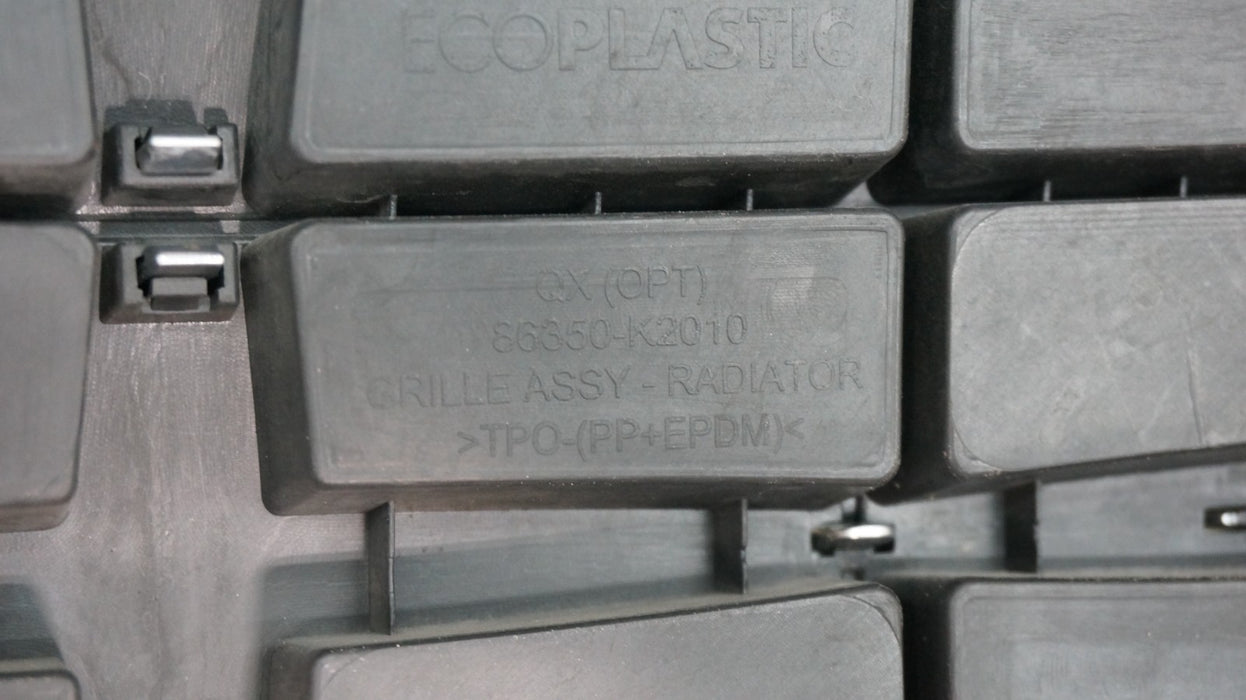 ECOPLASTIC
QX (OPT)
86350-K2010
GRILLE ASSY - RADIATOR
>TPO-(PP+EPDM)<